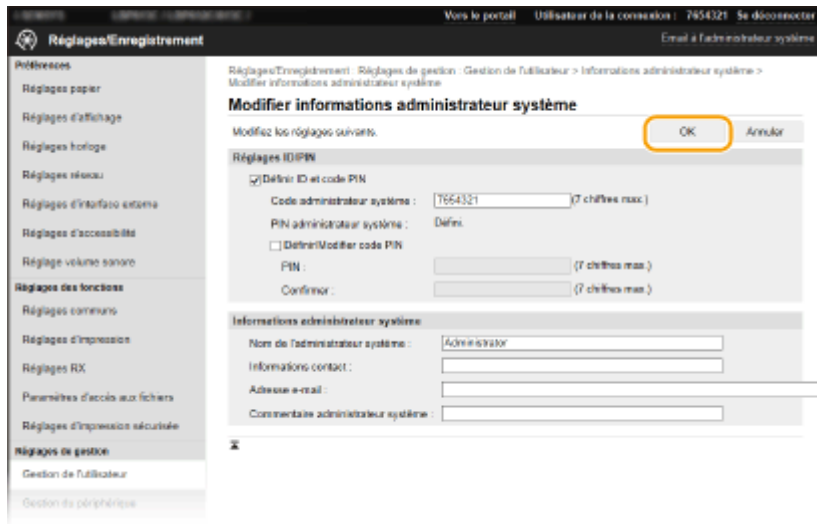 Vers le portail Utilisateur de la connexion : 7654321 Se déconnecter
Réglages/Enregistrement Email à l'administrateur système
Préférences
Réglages papier
Réglages d'affichage
Réglages horloge
Réglages réseau
Réglages d'interface externe
Réglages d'accessibilité
Réglage volume sonore
Réglages des fonctions
Réglages communs
Réglages d'impression
Réglages RX
Paramètres d'accès aux fichiers
Réglages d'impression sécurisée
Réglages de gestion
Gestion de l'utilisateur
Gestion du périphérique
Réglages/Enregistrement : Réglages de gestion : Gestion de l'utilisateur > Informations administrateur système >
Modifier informations administrateur système
Modifier informations administrateur système
Modifiez les réglages suivants. OK Annuler
Réglages ID/PIN
Définir ID et code PIN
Code administrateur système : 7654321 (7 chiffres max.)
PIN administrateur système : Défini.
Définir/Modifier code PIN
PIN : (7 chiffres max.)
Confirmer : (7 chiffres max.)
Informations administrateur système
Nom de l'administrateur système : Administrator
Informations contact :
Adresse e-mail :
Commentaire administrateur système :